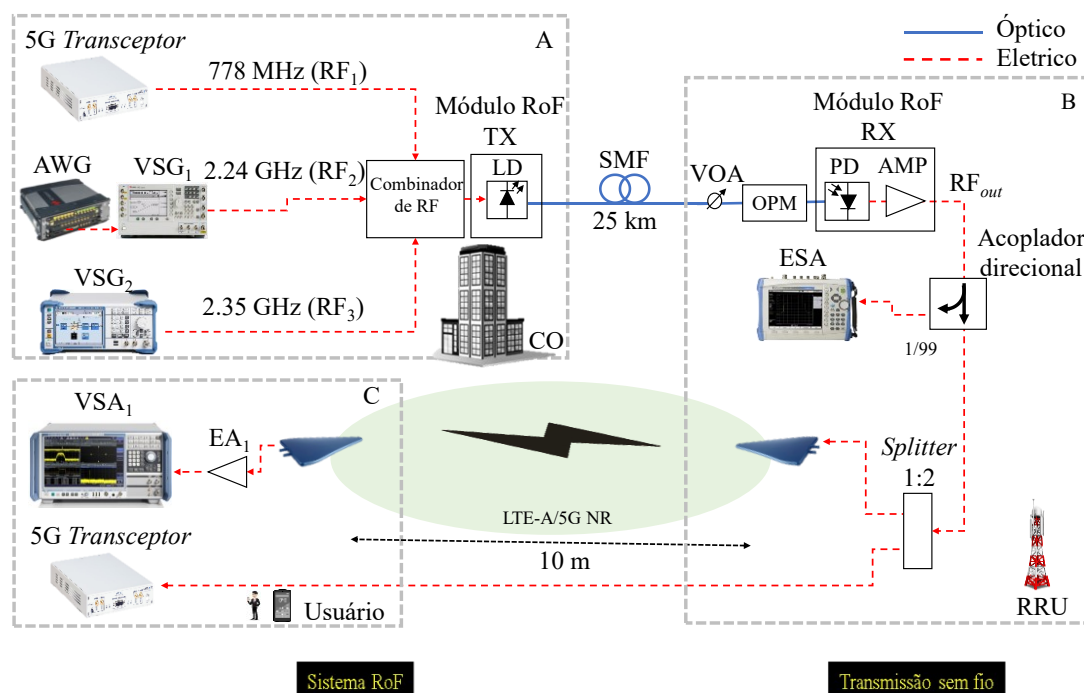 5G Transceptor
A
778 MHz (RF1)
Módulo RoF
TX
LD
AWG
VSG1
2.24 GHz (RF2)
Combinador
de RF
VSG2
2.35 GHz (RF3)
CO
SMF
25 km
Óptico
Eletrico
B
Módulo RoF
RX
VOA
OPM
PD
AMP
RFout
ESA
Acoplador
direcional
1/99
VSA1
C
EA1
Splitter
1:2
LTE-A/5G NR
10 m
5G Transceptor
Usuário
RRU
Sistema RoF
Transmissão sem fio